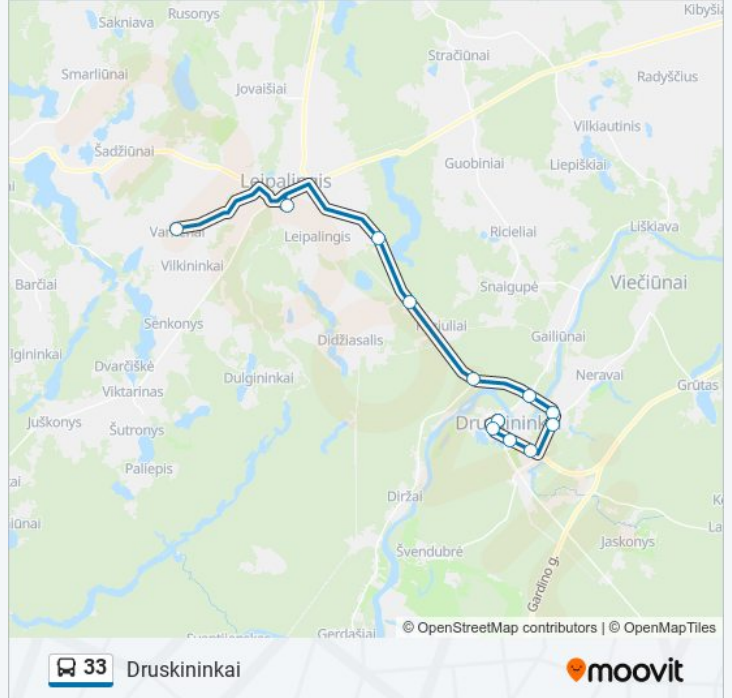 Rusonys
Kibyšia
Sakniava
Stračiūnai
Smarliūnai
Radyščius
Jovaišiai
Vilkiautinis
Šadžiūnai
Guobiniai
Liepiškiai
Leipalingis
Liškiava
Ricieliai
Leipalingis
Vilkininkai
Viečiūnai
Barčiai
Snaigupė
Senkonys
Gailiūnai
Didžiasalis
lgininkai
Dvarčiškė
Dulgininkai
Neravai
Viktarinas
Grūtas
Juškonys
Šutronys
Paliepis
Diržai
iūnai
Jaskonys
Švendubrė
Gardino g.
Gerdašiai
© OpenStreetMap contributors | © OpenMapTiles
33 Druskininkai
moovit